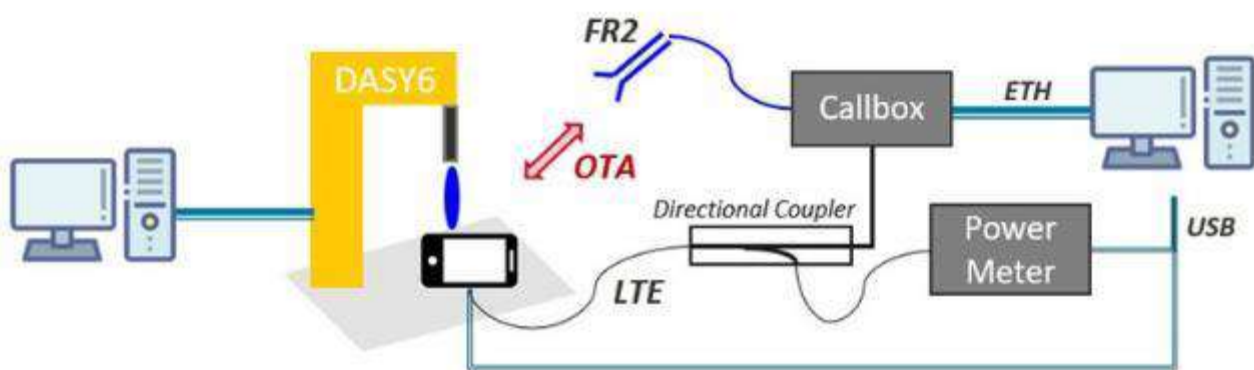 FR2
DASY6
Callbox
ETH
OTA
Directional Coupler
Power
Meter
USB
LTE